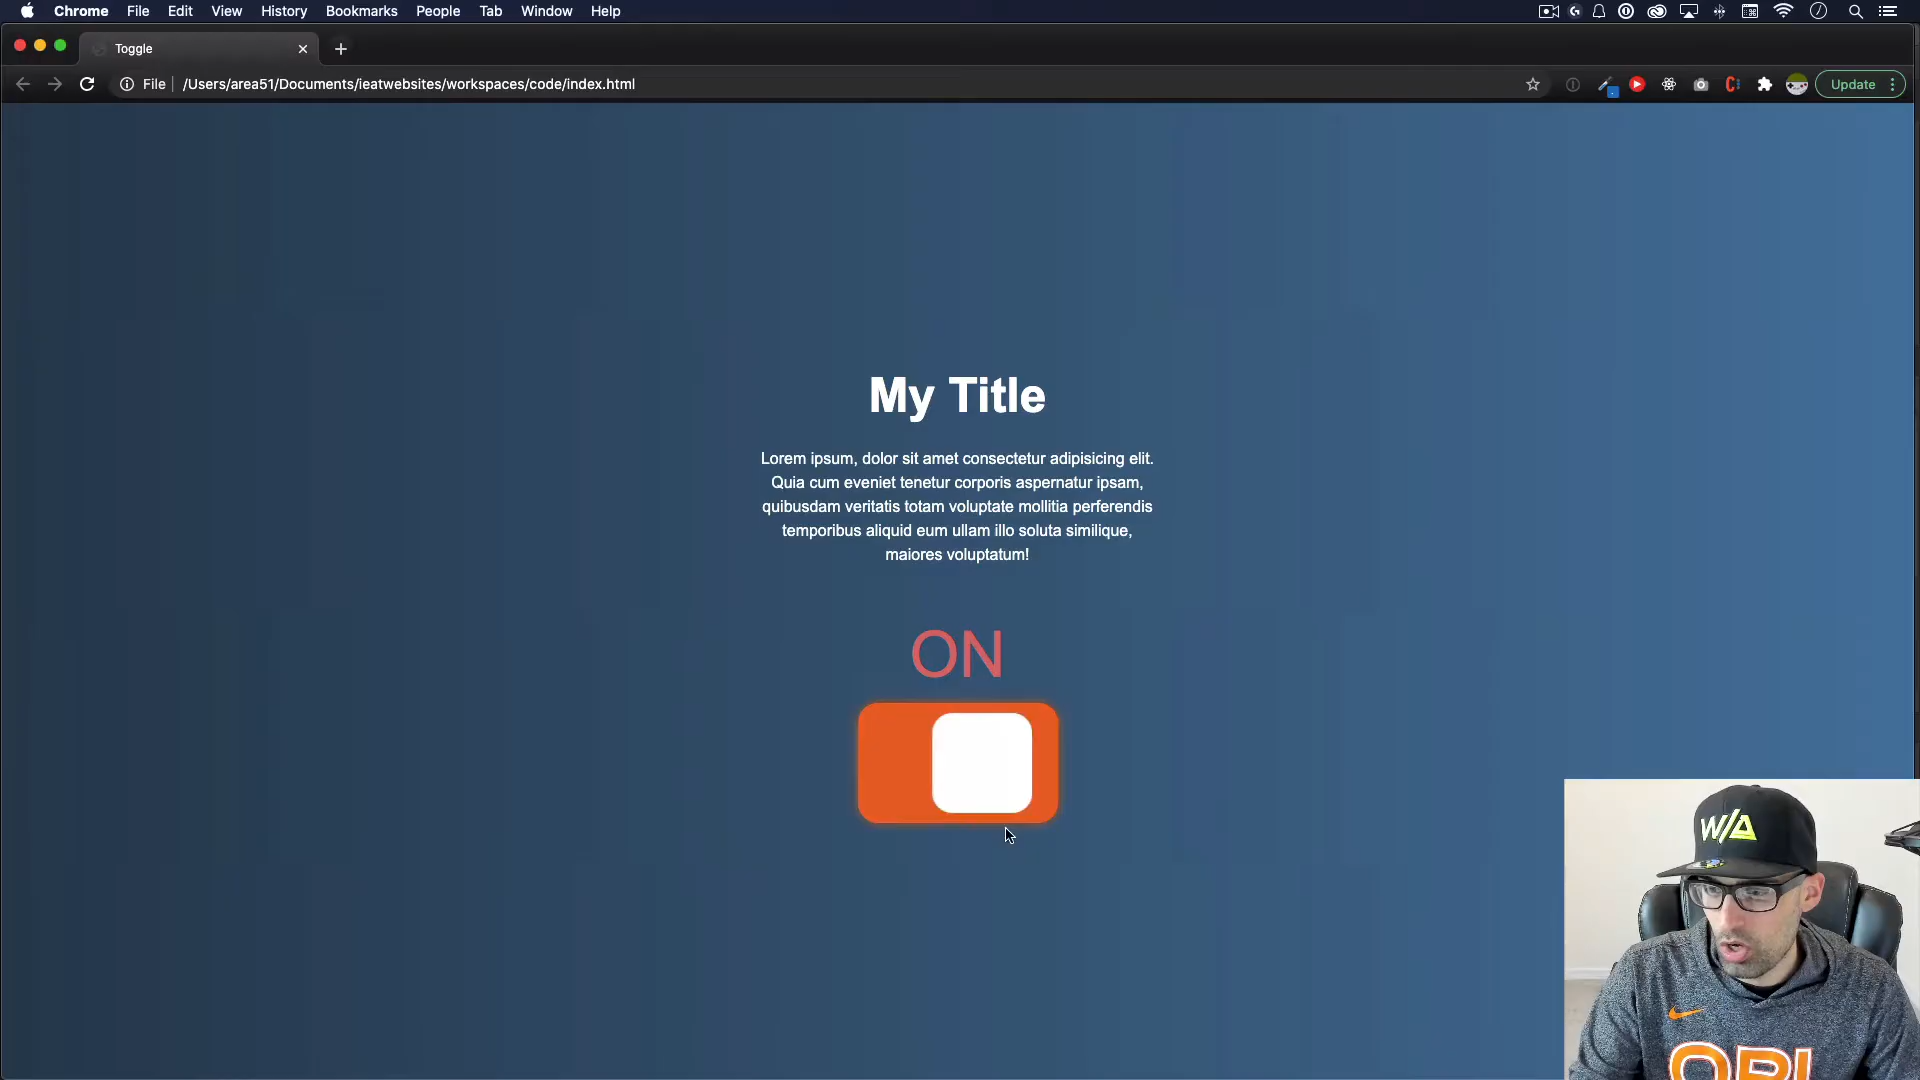 Chrome File Edit View History Bookmarks People Tab Window Help
Toggle
File /Users/area51/Documents/ieatwebsites/workspaces/code/index.html
Update
My Title
Lorem ipsum, dolor sit amet consectetur adipisicing elit.
Quia cum eveniet tenetur corporis aspernatur ipsam,
quibusdam veritatis totam voluptate mollitia perferendis
temporibus aliquid eum ullam illo soluta similique,
maiores voluptatum!
ON
W/A